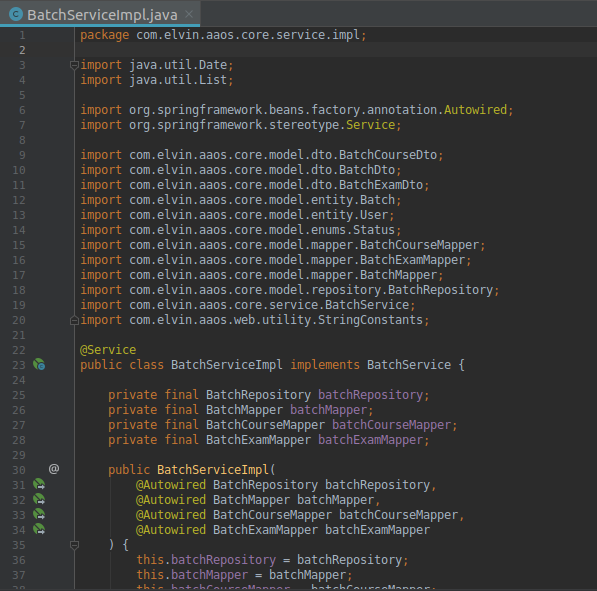 BatchServiceImpl.java
1 package com.elvin.aaos.core.service.impl;
2
3 import java.util.Date;
4 import java.util.List;
5
6 import org.springframework.beans.factory.annotation.Autowired;
7 import org.springframework.stereotype.Service;
8
9 import com.elvin.aaos.core.model.dto.BatchCourseDto;
10 import com.elvin.aaos.core.model.dto.BatchDto;
11 import com.elvin.aaos.core.model.dto.BatchExamDto;
12 import com.elvin.aaos.core.model.entity.Batch;
13 import com.elvin.aaos.core.model.entity.User;
14 import com.elvin.aaos.core.model.enums.Status;
15 import com.elvin.aaos.core.model.mapper.BatchCourseMapper;
16 import com.elvin.aaos.core.model.mapper.BatchExamMapper;
17 import com.elvin.aaos.core.model.mapper.BatchMapper;
18 import com.elvin.aaos.core.model.repository.BatchRepository;
19 import com.elvin.aaos.core.service.BatchService;
20 import com.elvin.aaos.web.utility.StringConstants;
21
22 @Service
23 public class BatchServiceImpl implements BatchService {
24
25 private final BatchRepository batchRepository;
26 private final BatchMapper batchMapper;
27 private final BatchCourseMapper batchCourseMapper;
28 private final BatchExamMapper batchExamMapper;
29
30 @ public BatchServiceImpl(
31 @Autowired BatchRepository batchRepository,
32 @Autowired BatchMapper batchMapper,
33 @Autowired BatchCourseMapper batchCourseMapper,
34 @Autowired BatchExamMapper batchExamMapper
35 ) {
36 this.batchRepository = batchRepository;
37 this.batchMapper = batchMapper;
38 this.batchCourseMapper = batchCourseMapper;